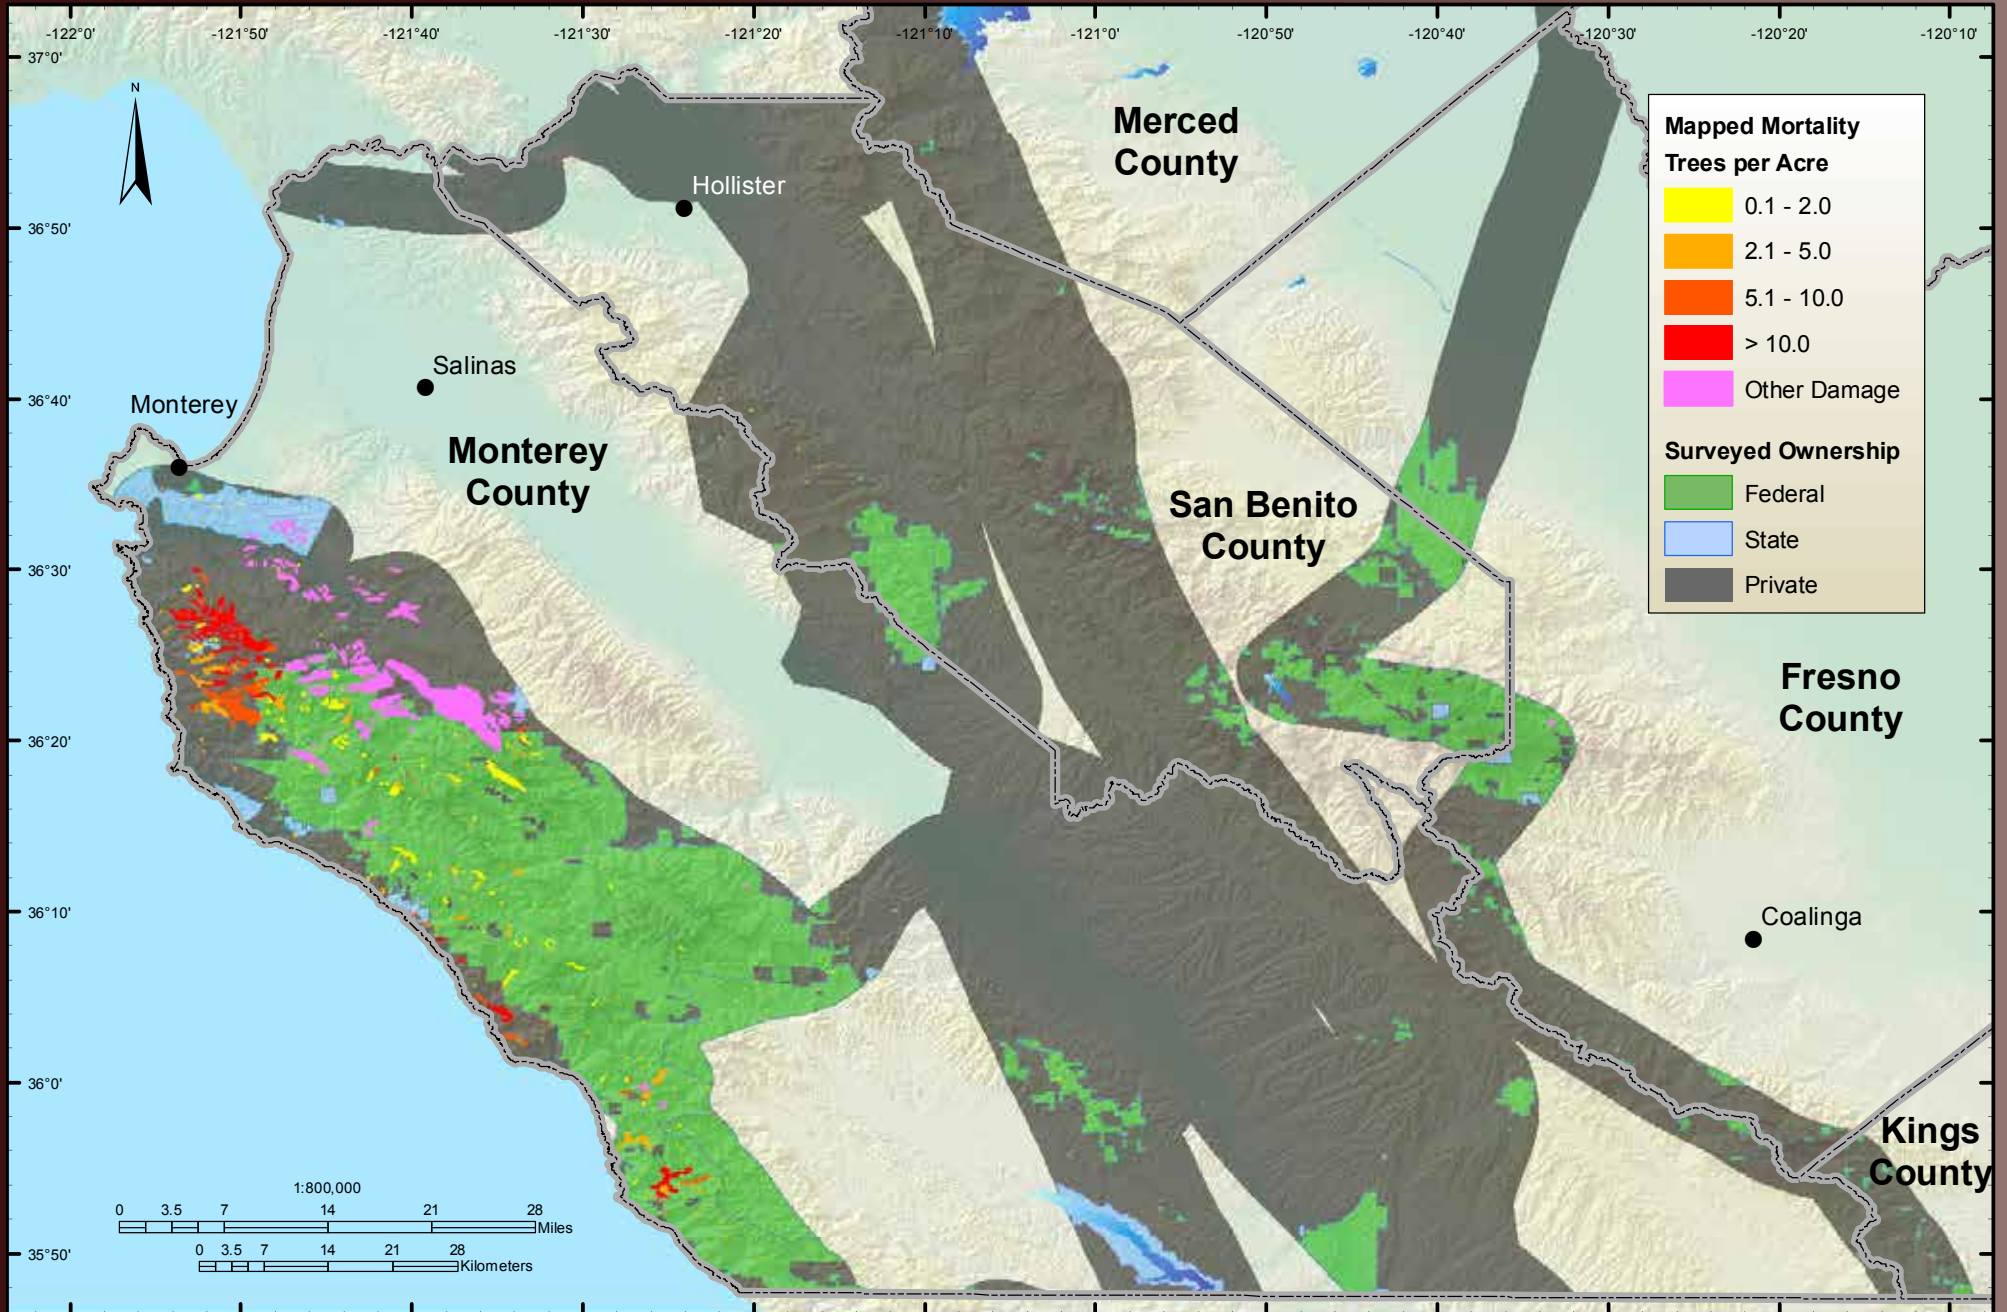 -122°0' -121°50' -121°40' -121°30' -121°20' -121°10' -121°0' -120°50' -120°40' -120°30' -120°20' -120°10'
37°0'
36°50'
36°40'
36°30'
36°20'
36°10'
36°0'
35°50'
N
Merced
County
Hollister
Salinas
Monterey
Monterey
County
San Benito
County
Fresno
County
Coalinga
Kings
County
Mapped Mortality
Trees per Acre
0.1 - 2.0
2.1 - 5.0
5.1 - 10.0
> 10.0
Other Damage
Surveyed Ownership
Federal
State
Private
1:800,000
0 3.5 7 14 21 28
Miles
0 3.5 7 14 21 28
Kilometers